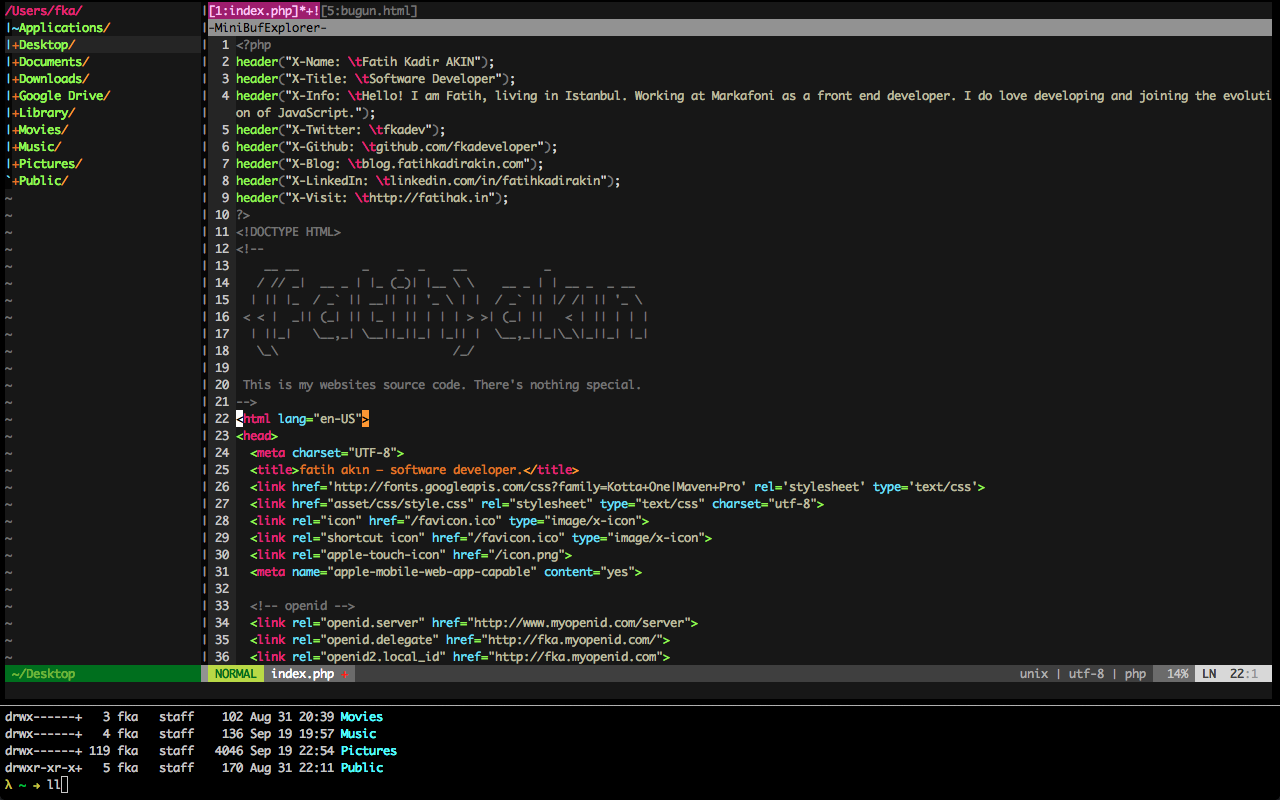 /Users/fka/
|~Applications/
|+Desktop/
|+Documents/
|+Downloads/
|+Google Drive/
|+Library/
|+Movies/
|+Music/
|+Pictures/
`+Public/
~/Desktop
[1:index.php]*+![5:bugun.html]
-MiniBufExplorer-
1 <?php
2 header("X-Name: \tFatih Kadir AKIN");
3 header("X-Title: \tSoftware Developer");
4 header("X-Info: \tHello! I am Fatih, living in Istanbul. Working at Markafoni as a front end developer. I do love developing and joining the evoluti
on of JavaScript.");
5 header("X-Twitter: \tfkadev");
6 header("X-Github: \tgithub.com/fkadeveloper");
7 header("X-Blog: \tblog.fatihkadirakin.com");
8 header("X-LinkedIn: \tlinkedin.com/in/fatihkadirakin");
9 header("X-Visit: \thttp://fatihak.in");
10 ?>
11 <!DOCTYPE HTML>
12 <!--
13     __ __         _    _  _    __           _
14    / // _|  __ _ | |_ (_)| |__ \ \    __ _ | | __ _  _ __
15   | || |_  / _` || __|| || '_ \ | |  / _` || |/ /| || '_ \
16  < < |  _|| (_| || |_ | || | | | > >| (_| ||   < | || | | |
17   | ||_|   \__,_| \__||_||_| |_|| |  \__,_||_|\_\|_||_| |_|
18    \_\                         /_/
19
20  This is my websites source code. There's nothing special.
21 -->
22 <html lang="en-US">
23 <head>
24   <meta charset="UTF-8">
25   <title>fatih akın — software developer.</title>
26   <link href='http://fonts.googleapis.com/css?family=Kotta+One|Maven+Pro' rel='stylesheet' type='text/css'>
27   <link href="asset/css/style.css" rel="stylesheet" type="text/css" charset="utf-8">
28   <link rel="icon" href="/favicon.ico" type="image/x-icon">
29   <link rel="shortcut icon" href="/favicon.ico" type="image/x-icon">
30   <link rel="apple-touch-icon" href="/icon.png">
31   <meta name="apple-mobile-web-app-capable" content="yes">
32
33   <!-- openid -->
34   <link rel="openid.server" href="http://www.myopenid.com/server">
35   <link rel="openid.delegate" href="http://fka.myopenid.com/">
36   <link rel="openid2.local_id" href="http://fka.myopenid.com">
NORMAL index.php + unix | utf-8 | php 14% LN 22:1
drwx------+   3 fka   staff    102 Aug 31 20:39 Movies
drwx------+   4 fka   staff    136 Sep 19 19:57 Music
drwx------+ 119 fka   staff   4046 Sep 19 22:54 Pictures
drwxr-xr-x+   5 fka   staff    170 Aug 31 22:11 Public
λ ~ → ll